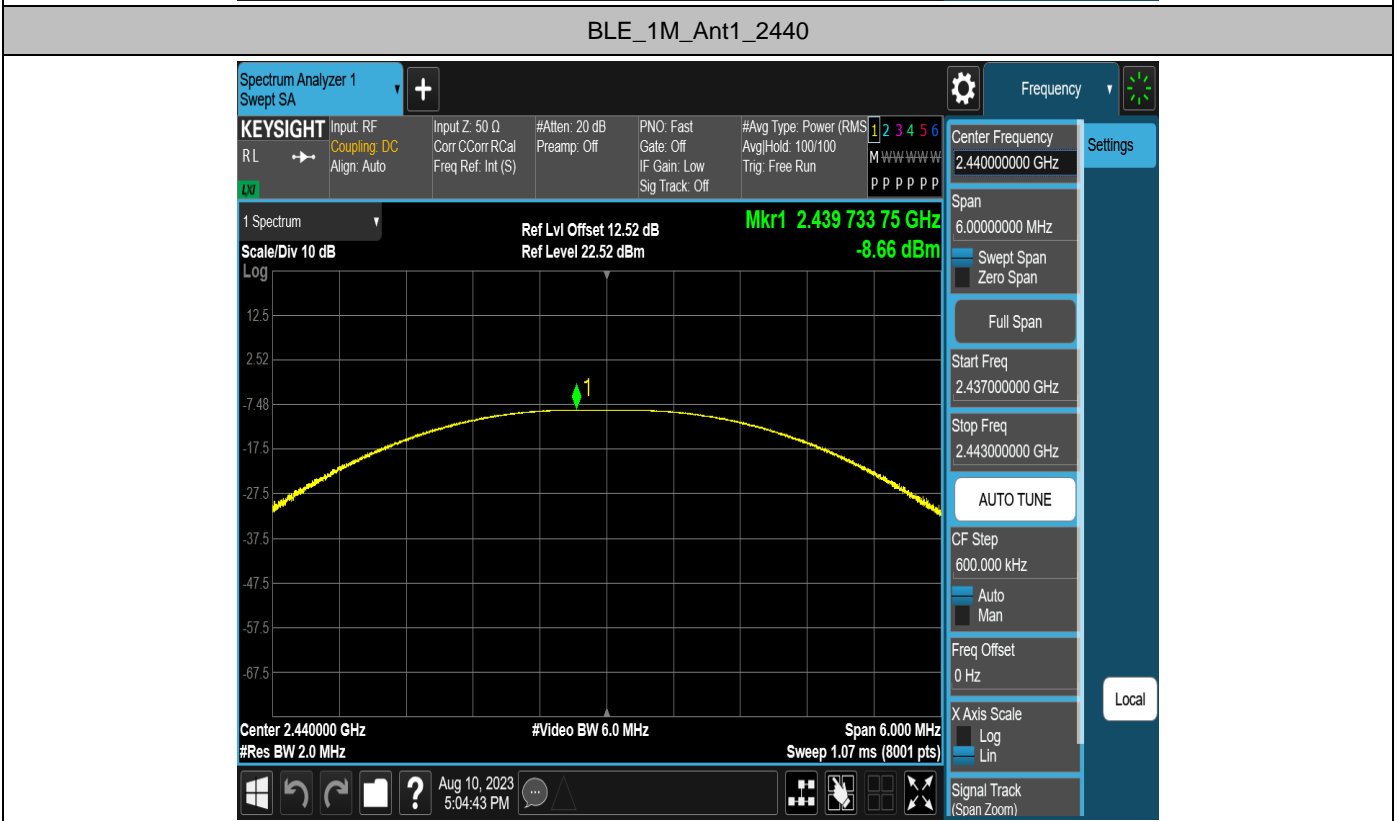 BLE_1M_Ant1_2440
Spectrum Analyzer 1
Swept SA
+
Frequency
KEYSIGHT
RL
LXI
Input: RF
Coupling: DC
Align: Auto
Input Z: 50 Ω
Corr CCorr RCal
Freq Ref: Int (S)
#Atten: 20 dB
Preamp: Off
PNO: Fast
Gate: Off
IF Gain: Low
Sig Track: Off
#Avg Type: Power (RMS
Avg|Hold: 100/100
Trig: Free Run
1 2 3 4 5 6
M W W W W W
P P P P P P
1 Spectrum
Scale/Div 10 dB
Log
Ref Lvl Offset 12.52 dB
Ref Level 22.52 dBm
Mkr1 2.439 733 75 GHz
-8.66 dBm
12.5
2.52
-7.48
-17.5
-27.5
-37.5
-47.5
-57.5
-67.5
1
Center 2.440000 GHz
#Res BW 2.0 MHz
#Video BW 6.0 MHz
Span 6.000 MHz
Sweep 1.07 ms (8001 pts)
Center Frequency
2.440000000 GHz
Span
6.00000000 MHz
Swept Span
Zero Span
Full Span
Start Freq
2.437000000 GHz
Stop Freq
2.443000000 GHz
AUTO TUNE
CF Step
600.000 kHz
Auto
Man
Freq Offset
0 Hz
X Axis Scale
Log
Lin
Signal Track
(Span Zoom)
Settings
Local
?
Aug 10, 2023
5:04:43 PM